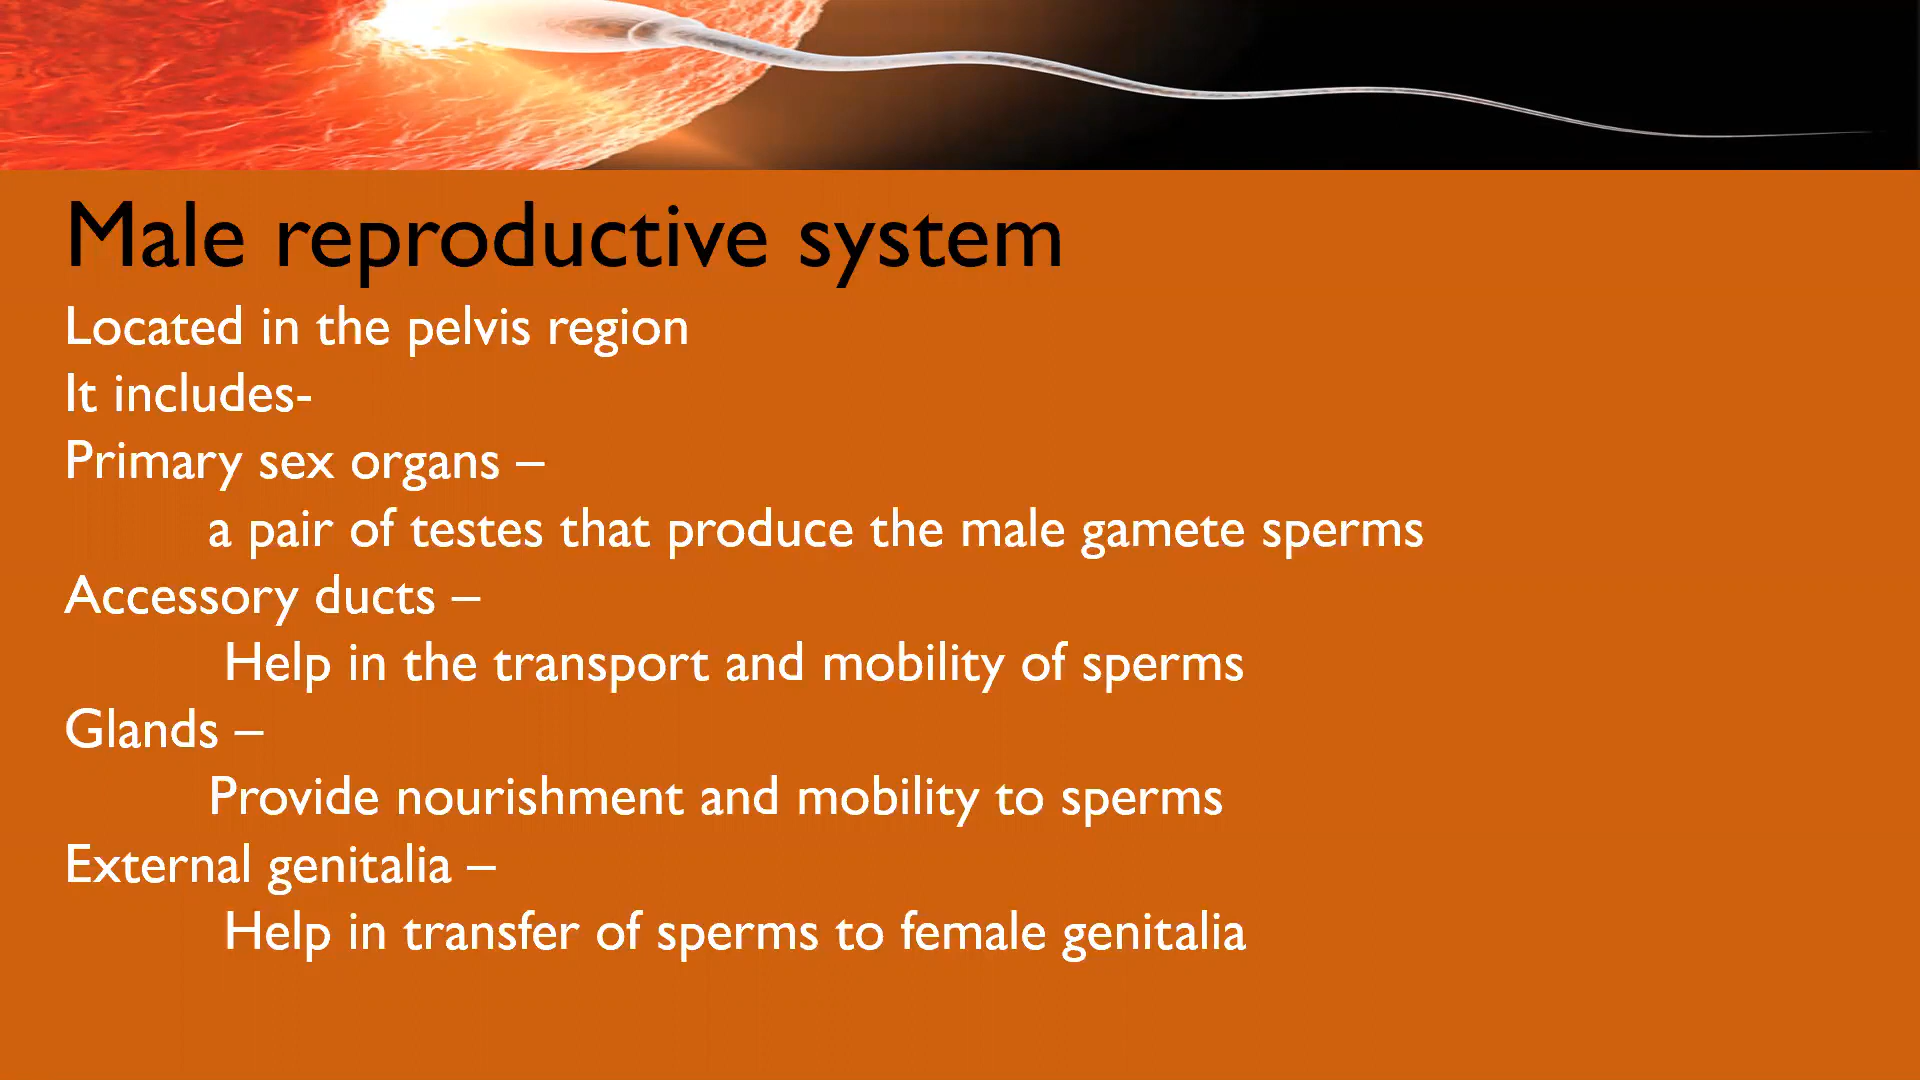 Male reproductive system
Located in the pelvis region
It includes-
Primary sex organs –
a pair of testes that produce the male gamete sperms
Accessory ducts –
Help in the transport and mobility of sperms
Glands –
Provide nourishment and mobility to sperms
External genitalia –
Help in transfer of sperms to female genitalia